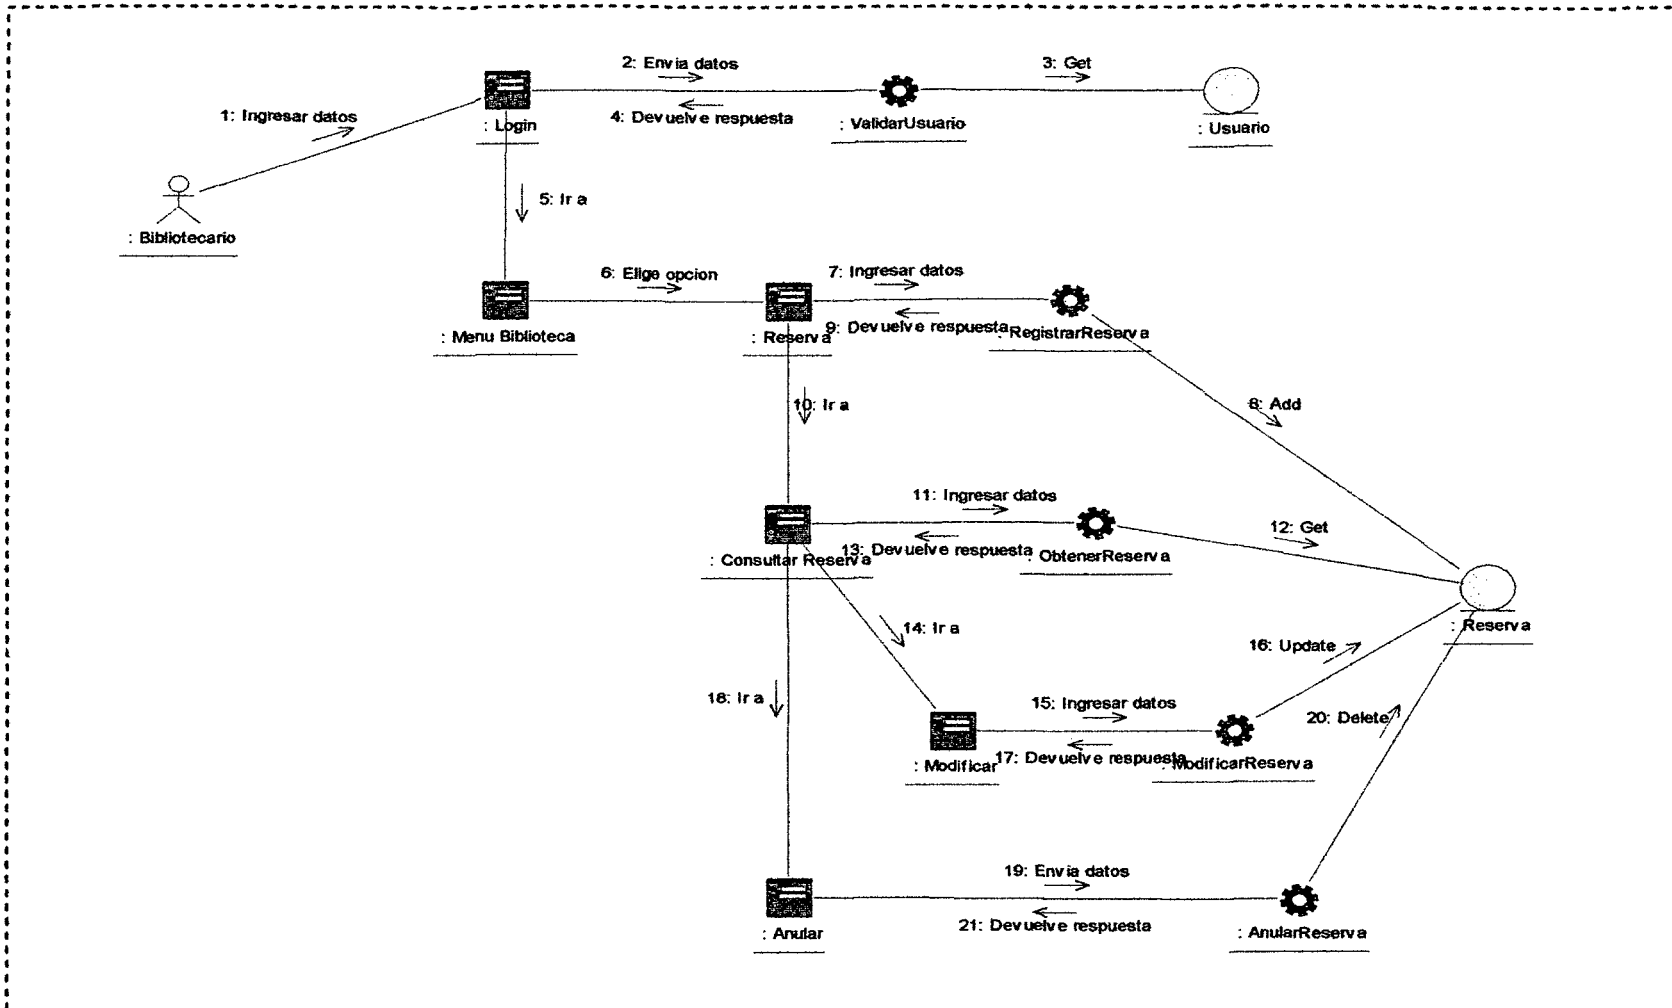 2: Envia datos
3: Get
1: Ingresar datos
: Login
4: Devuelve respuesta
: ValidarUsuario
: Usuario
5: Ir a
: Bibliotecario
6: Elige opcion
7: Ingresar datos
: Menu Biblioteca
: Reserva
9: Devuelve respuesta
: RegistrarReserva
10: Ir a
8: Add
11: Ingresar datos
12: Get
13: Devuelve respuesta
: Consultar Reserva
: ObtenerReserva
14: Ir a
: Reserva
16: Update
18: Ir a
15: Ingresar datos
20: Delete
: Modificar
17: Devuelve respuesta
: ModificarReserva
19: Envia datos
21: Devuelve respuesta
: Anular
: AnularReserva